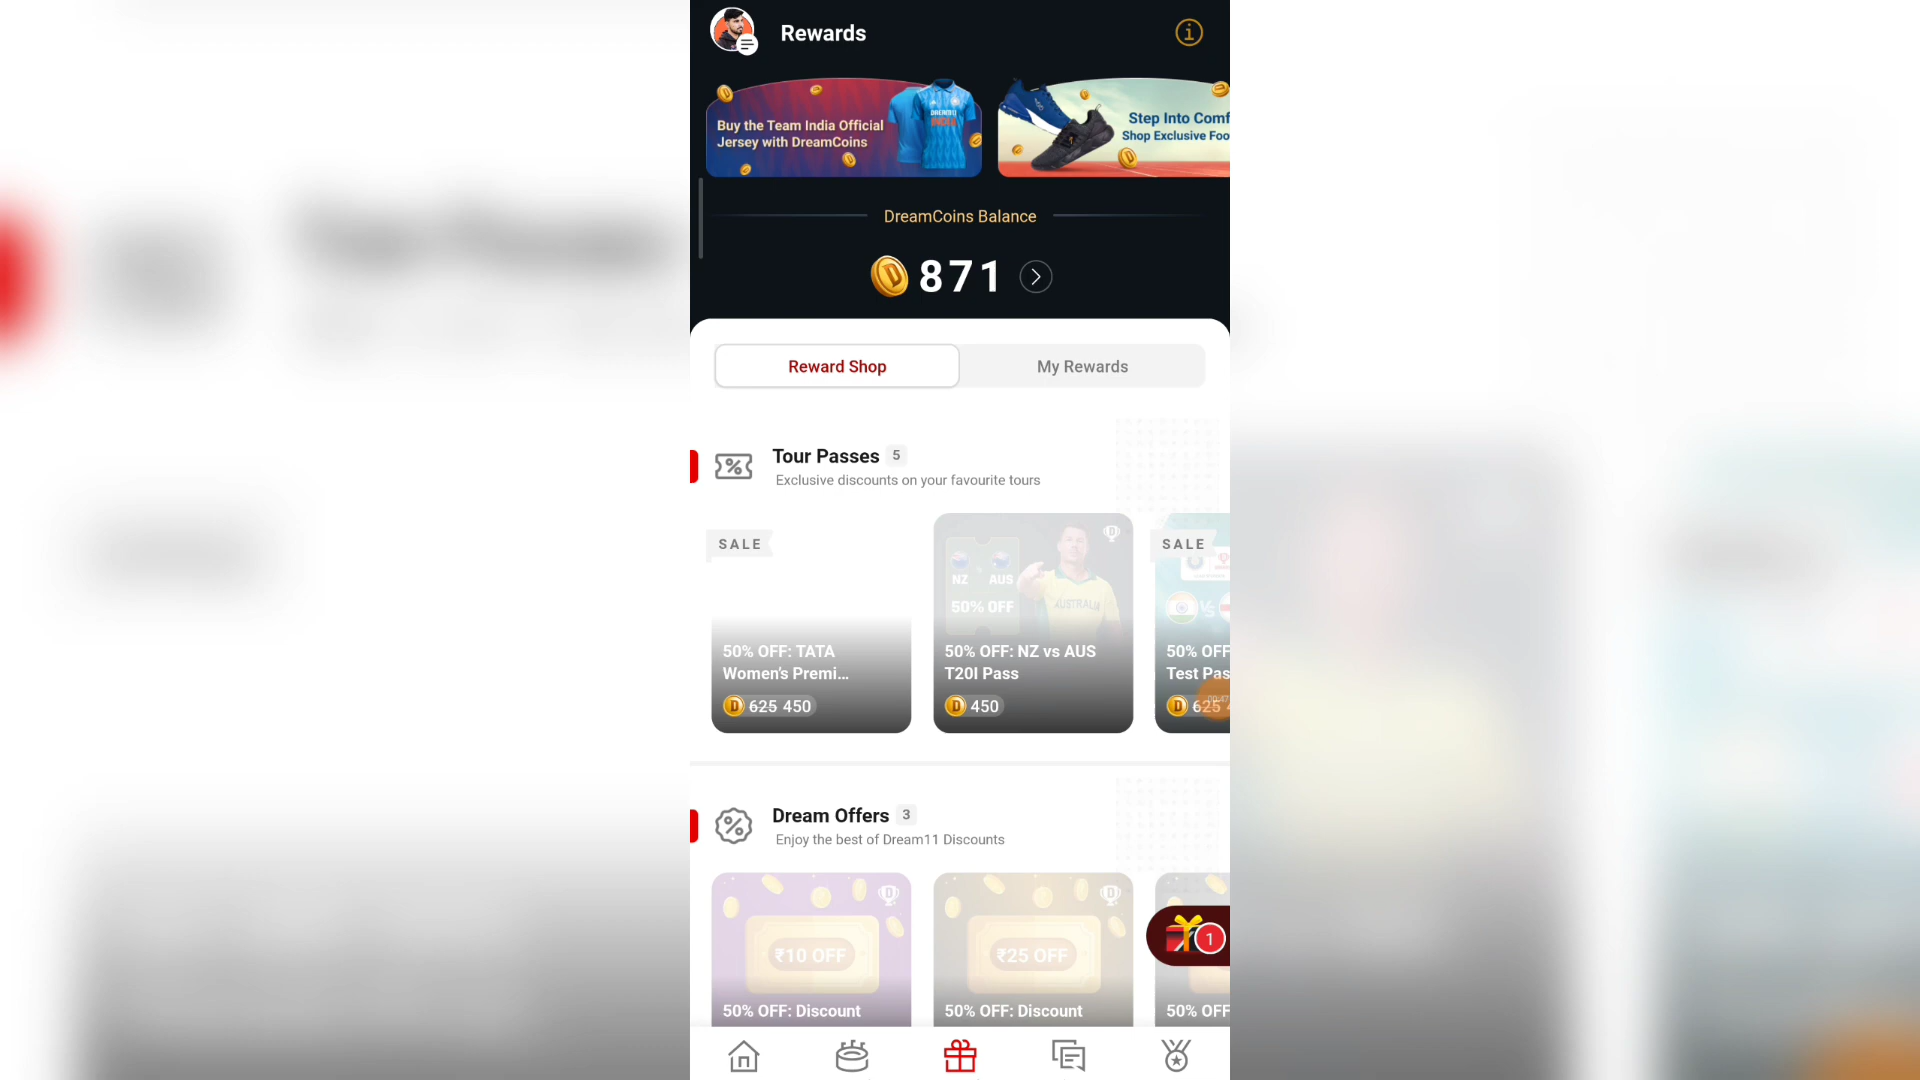 Rewards
Buy the Team India Official
Jersey with DreamCoins
DREAM11
INDIA
Step Into Comf
Shop Exclusive Foo
DreamCoins Balance
871
Reward Shop
My Rewards
Tour Passes 5
Exclusive discounts on your favourite tours
SALE
50% OFF: TATA
Women's Premi...
625 450
NZ AUS
50% OFF
AUSTRALIA
50% OFF: NZ vs AUS
T20I Pass
450
SALE
VS
50% OFF
Test Pas
625
Dream Offers 3
Enjoy the best of Dream11 Discounts
₹10 OFF
50% OFF: Discount
₹25 OFF
50% OFF: Discount
50% OFF
1